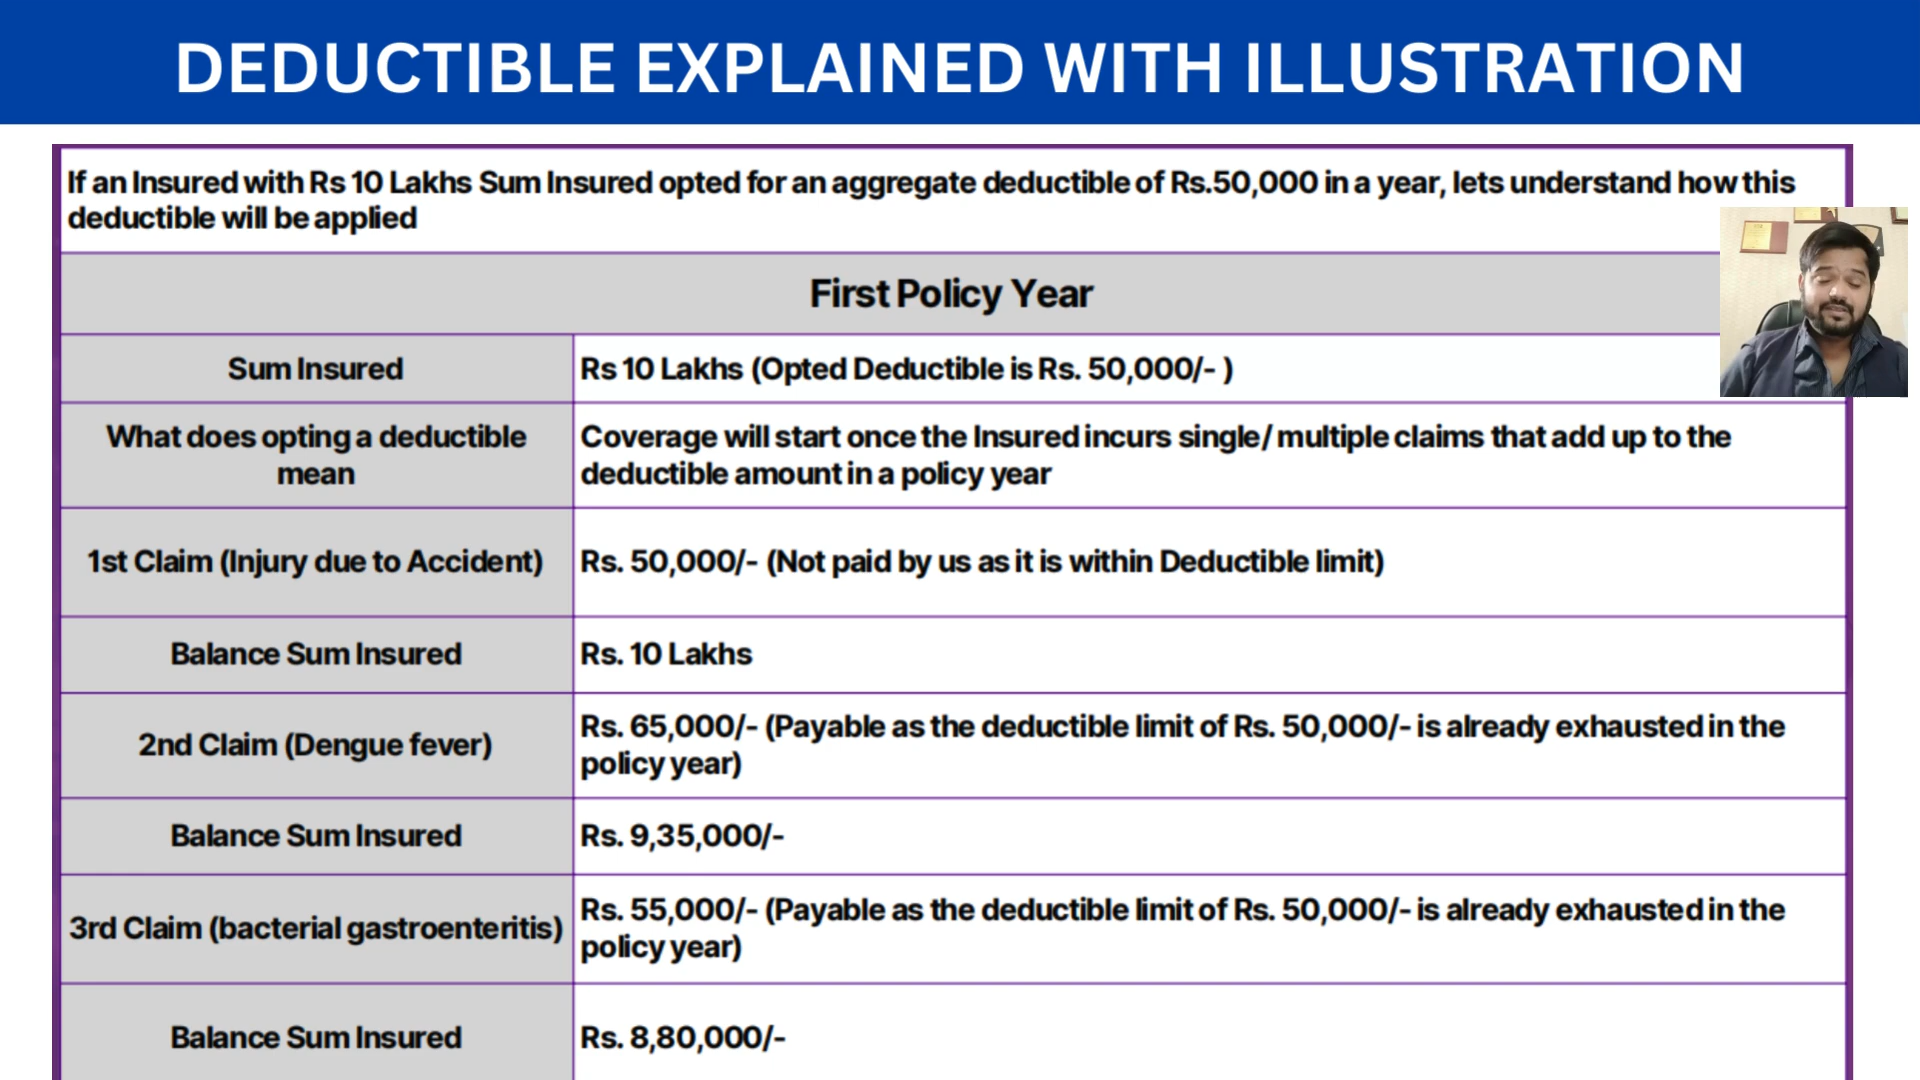 DEDUCTIBLE EXPLAINED WITH ILLUSTRATION
If an Insured with Rs 10 Lakhs Sum Insured opted for an aggregate deductible of Rs.50,000 in a year, lets understand how this
deductible will be applied
First Policy Year
Sum Insured
Rs 10 Lakhs (Opted Deductible is Rs. 50,000/- )
What does opting a deductible
mean
Coverage will start once the Insured incurs single/ multiple claims that add up to the
deductible amount in a policy year
1st Claim (Injury due to Accident)
Rs. 50,000/- (Not paid by us as it is within Deductible limit)
Balance Sum Insured
Rs. 10 Lakhs
2nd Claim (Dengue fever)
Rs. 65,000/- (Payable as the deductible limit of Rs. 50,000/- is already exhausted in the
policy year)
Balance Sum Insured
Rs. 9,35,000/-
3rd Claim (bacterial gastroenteritis)
Rs. 55,000/- (Payable as the deductible limit of Rs. 50,000/- is already exhausted in the
policy year)
Balance Sum Insured
Rs. 8,80,000/-